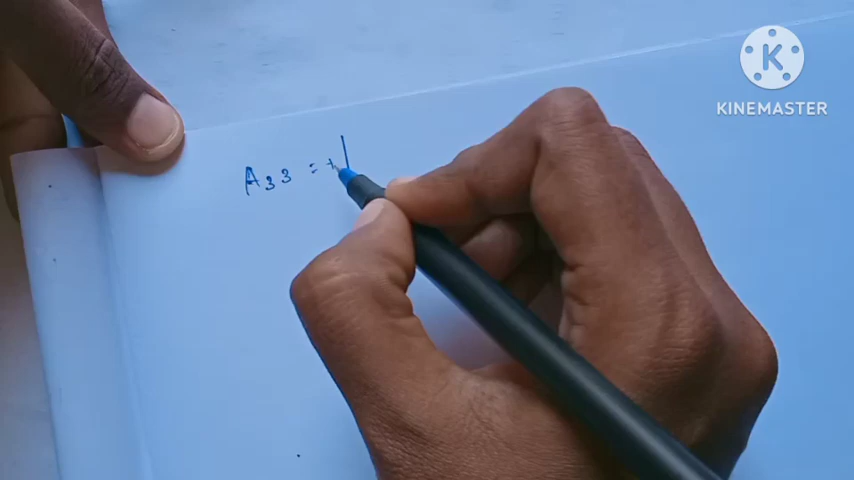 A33 = + |
KINEMASTER